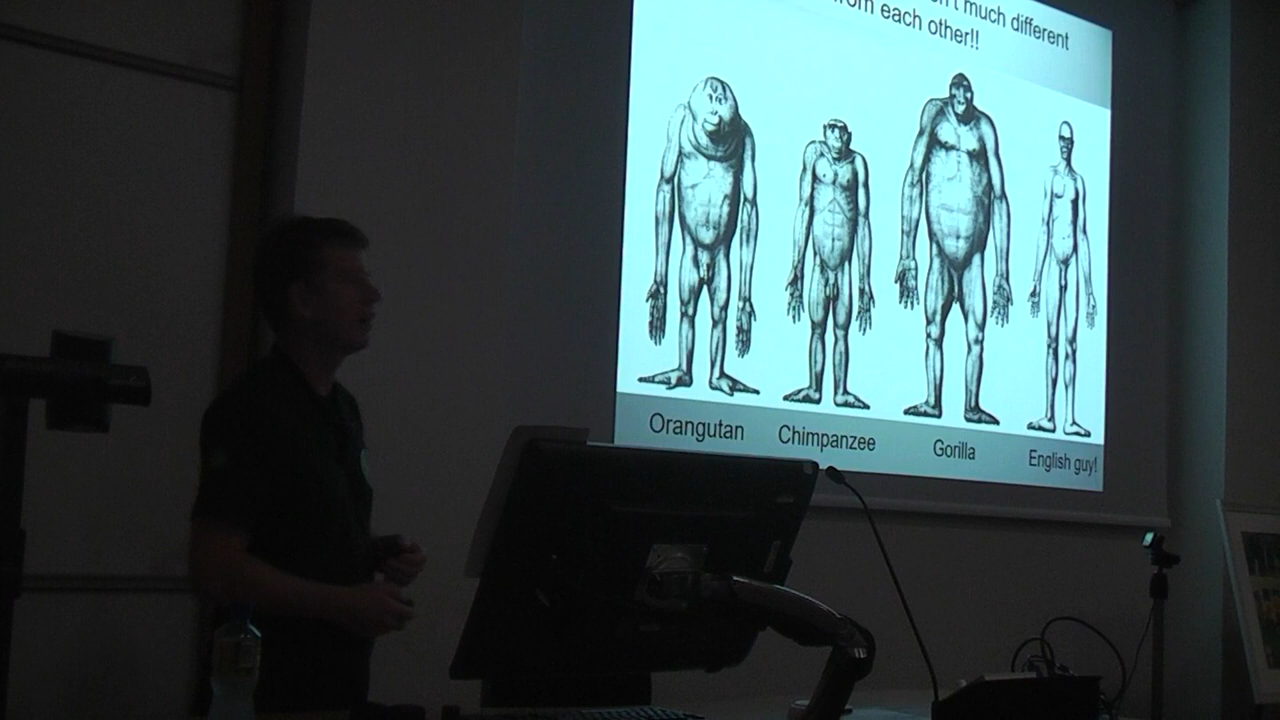 much different
from each other!!
Orangutan Chimpanzee Gorilla English guy!